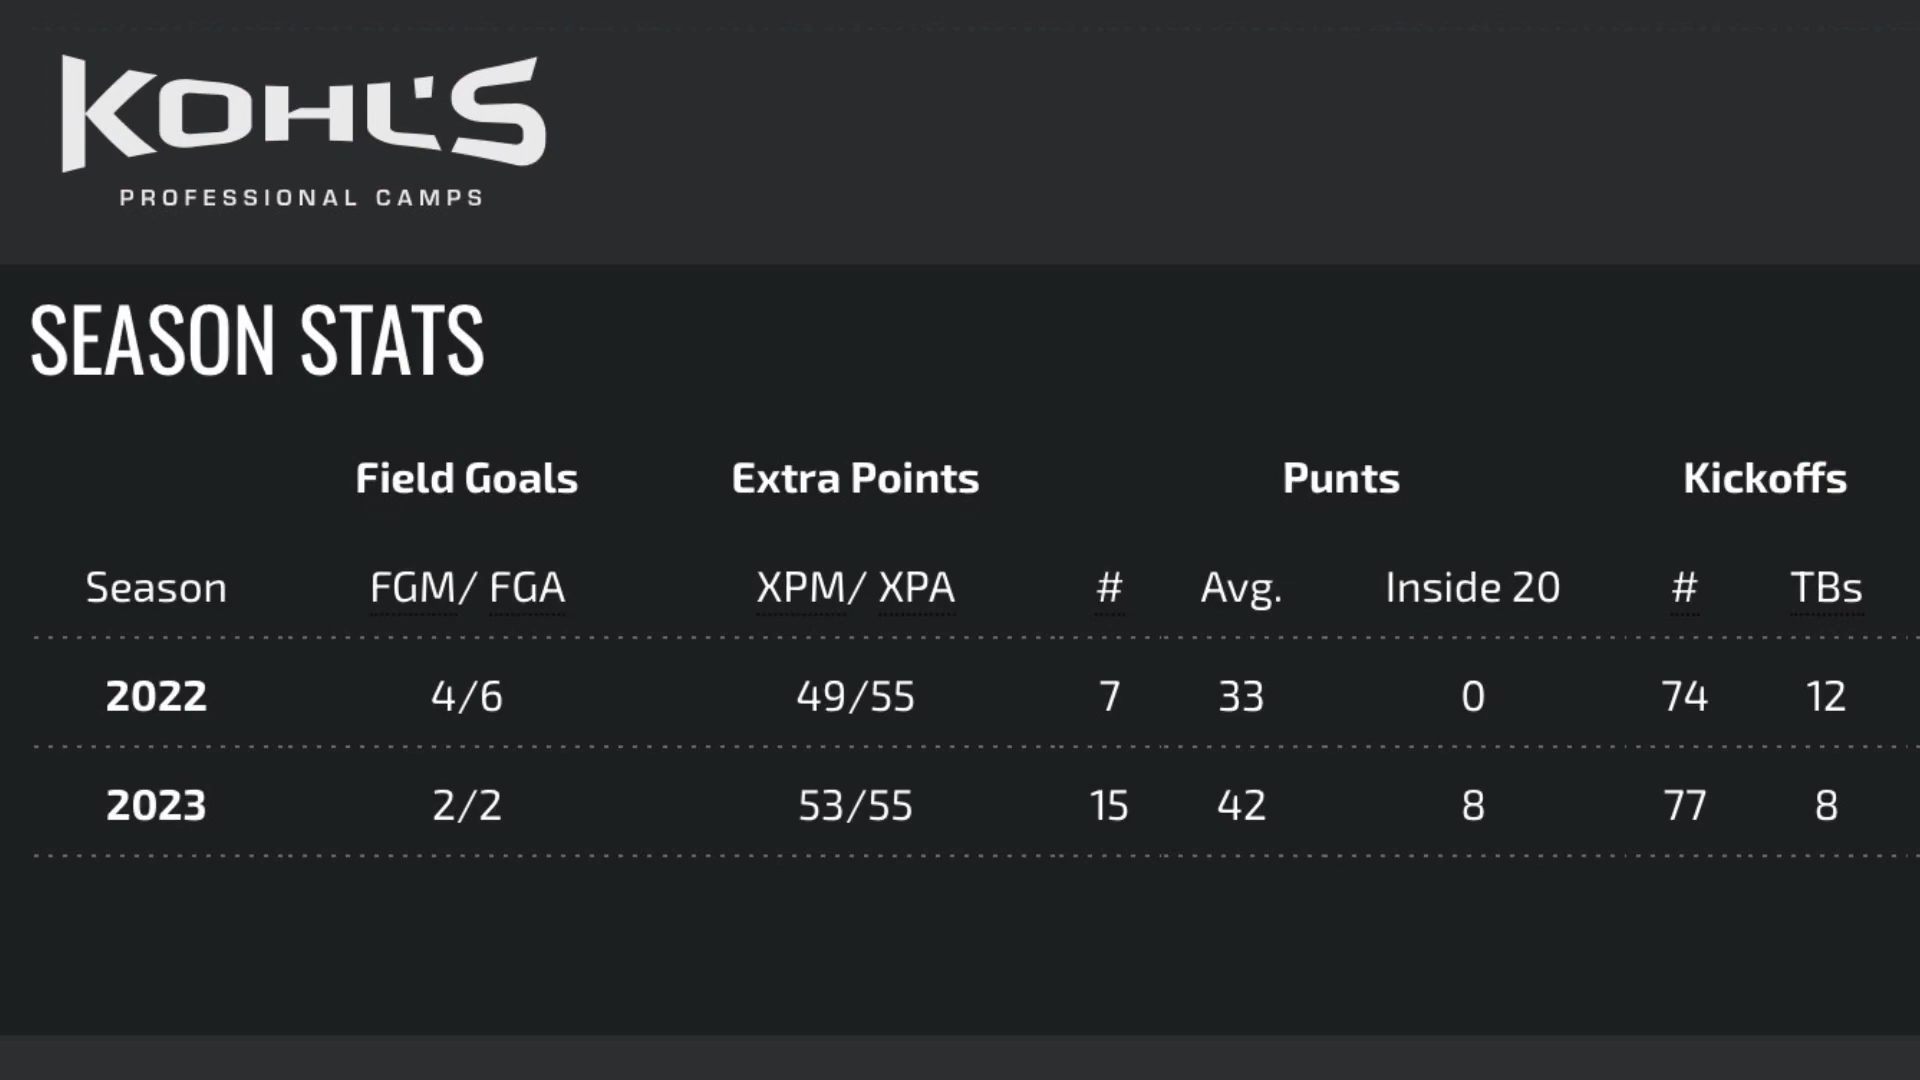 KOHL'S
PROFESSIONAL CAMPS
SEASON STATS
Field Goals Extra Points Punts Kickoffs
Season FGM/ FGA XPM/ XPA # Avg. Inside 20 # TBs
2022 4/6 49/55 7 33 0 74 12
2023 2/2 53/55 15 42 8 77 8